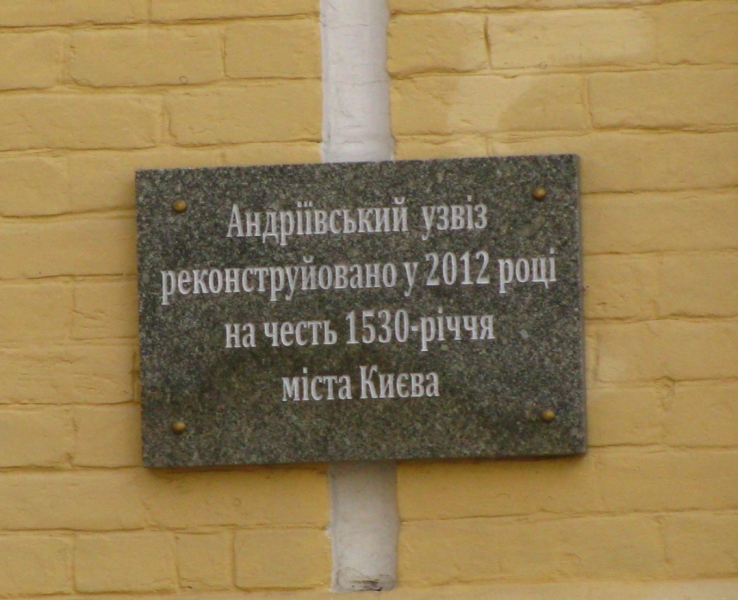 Андріївський узвіз
реконструйовано у 2012 році
на честь 1530-річчя
міста Києва